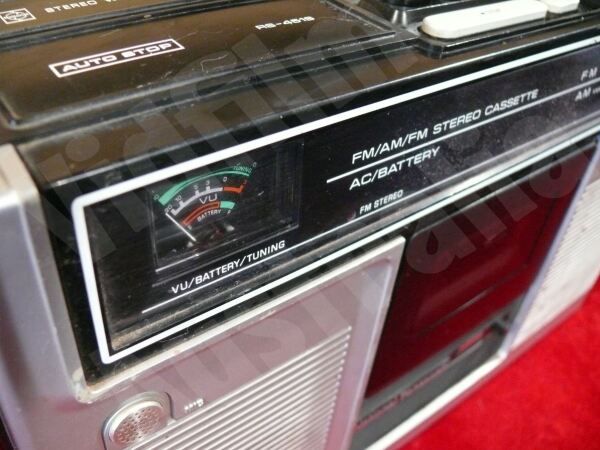 STEREO
RS-451S
AUTO STOP
FM
AM
FM/AM/FM STEREO CASSETTE
AC/BATTERY
FM STEREO
TUNING
VU
BATTERY
VU/BATTERY/TUNING